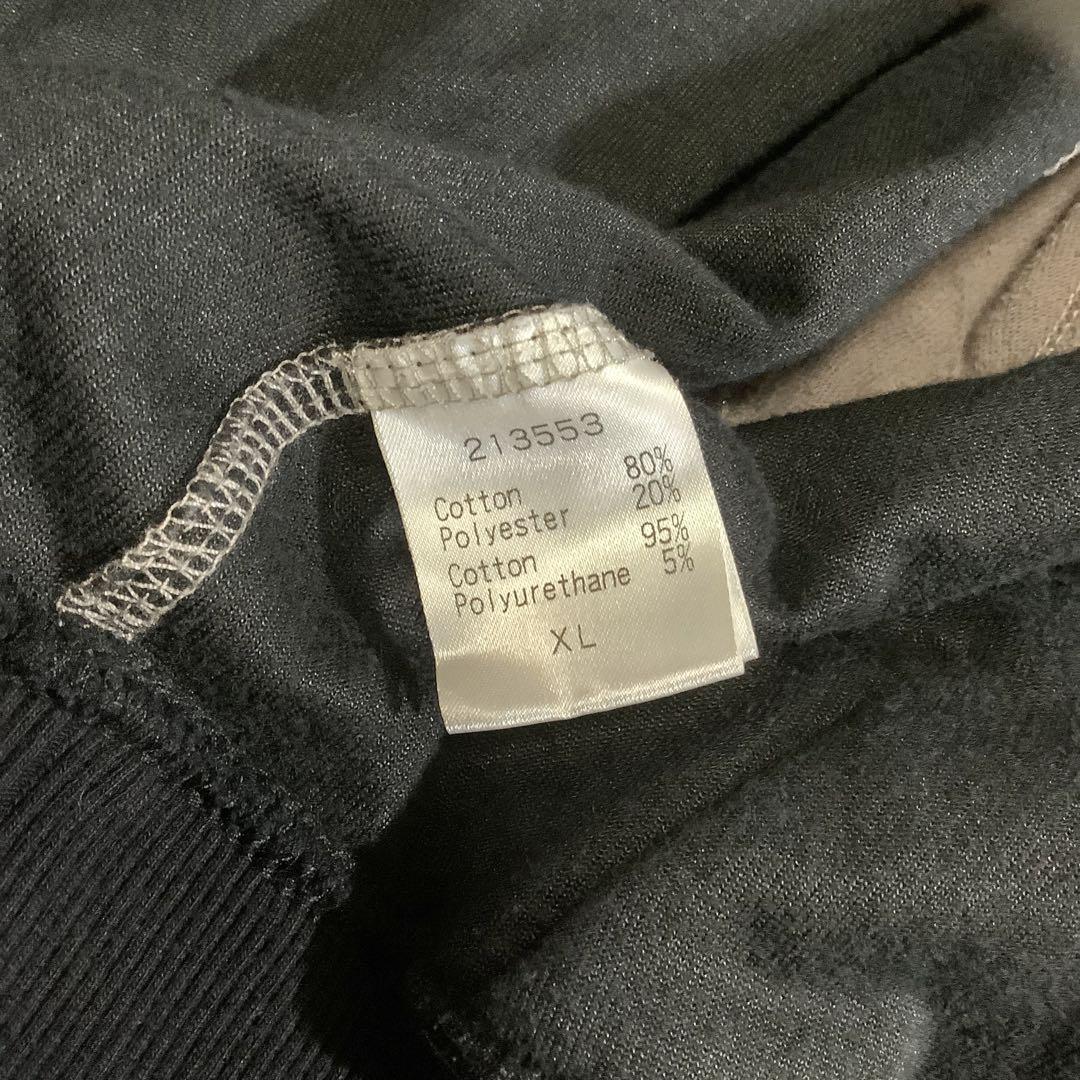 213553
Cotton 80%
Polyester 20%
Cotton 95%
Polyurethane 5%
XL